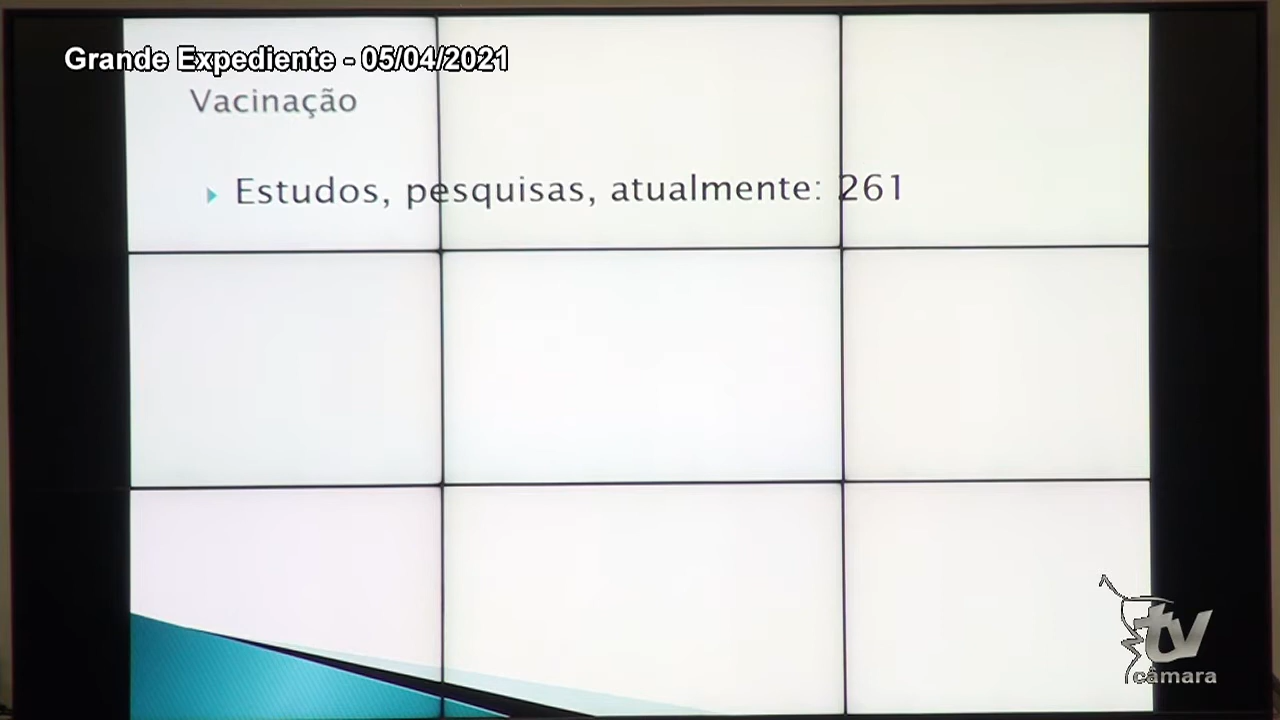 Grande Expediente - 05/04/2021
Vacinação
Estudos, pesquisas, atualmente: 261
tv
câmara